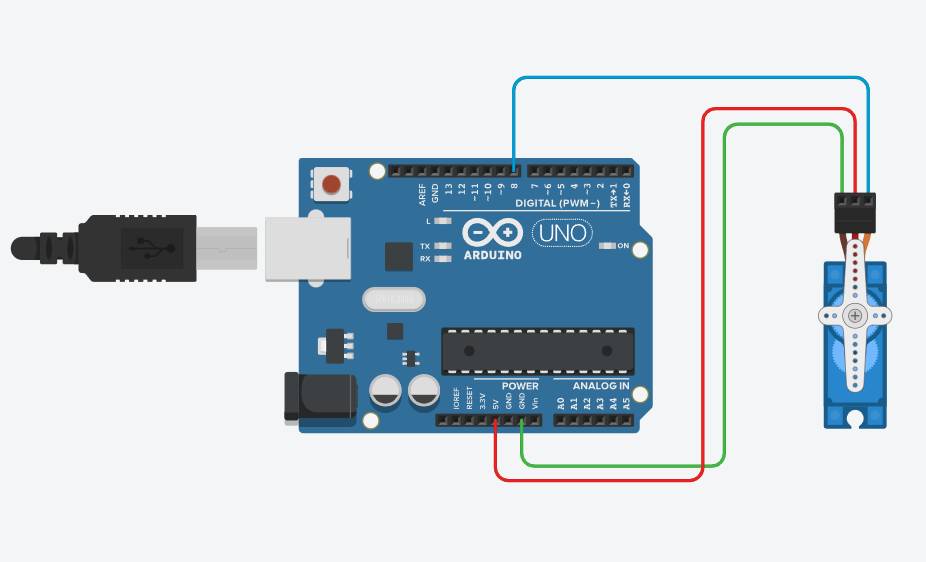 AREF
GND
13
12
~11
~10
~9
8
7
~6
~5
4
~3
2
TX→1
RX←0
DIGITAL (PWM~)
L
TX
RX
ARDUINO
UNO
ON
POWER
ANALOG IN
IOREF
RESET
3.3V
5V
GND
GND
Vin
A0
A1
A2
A3
A4
A5